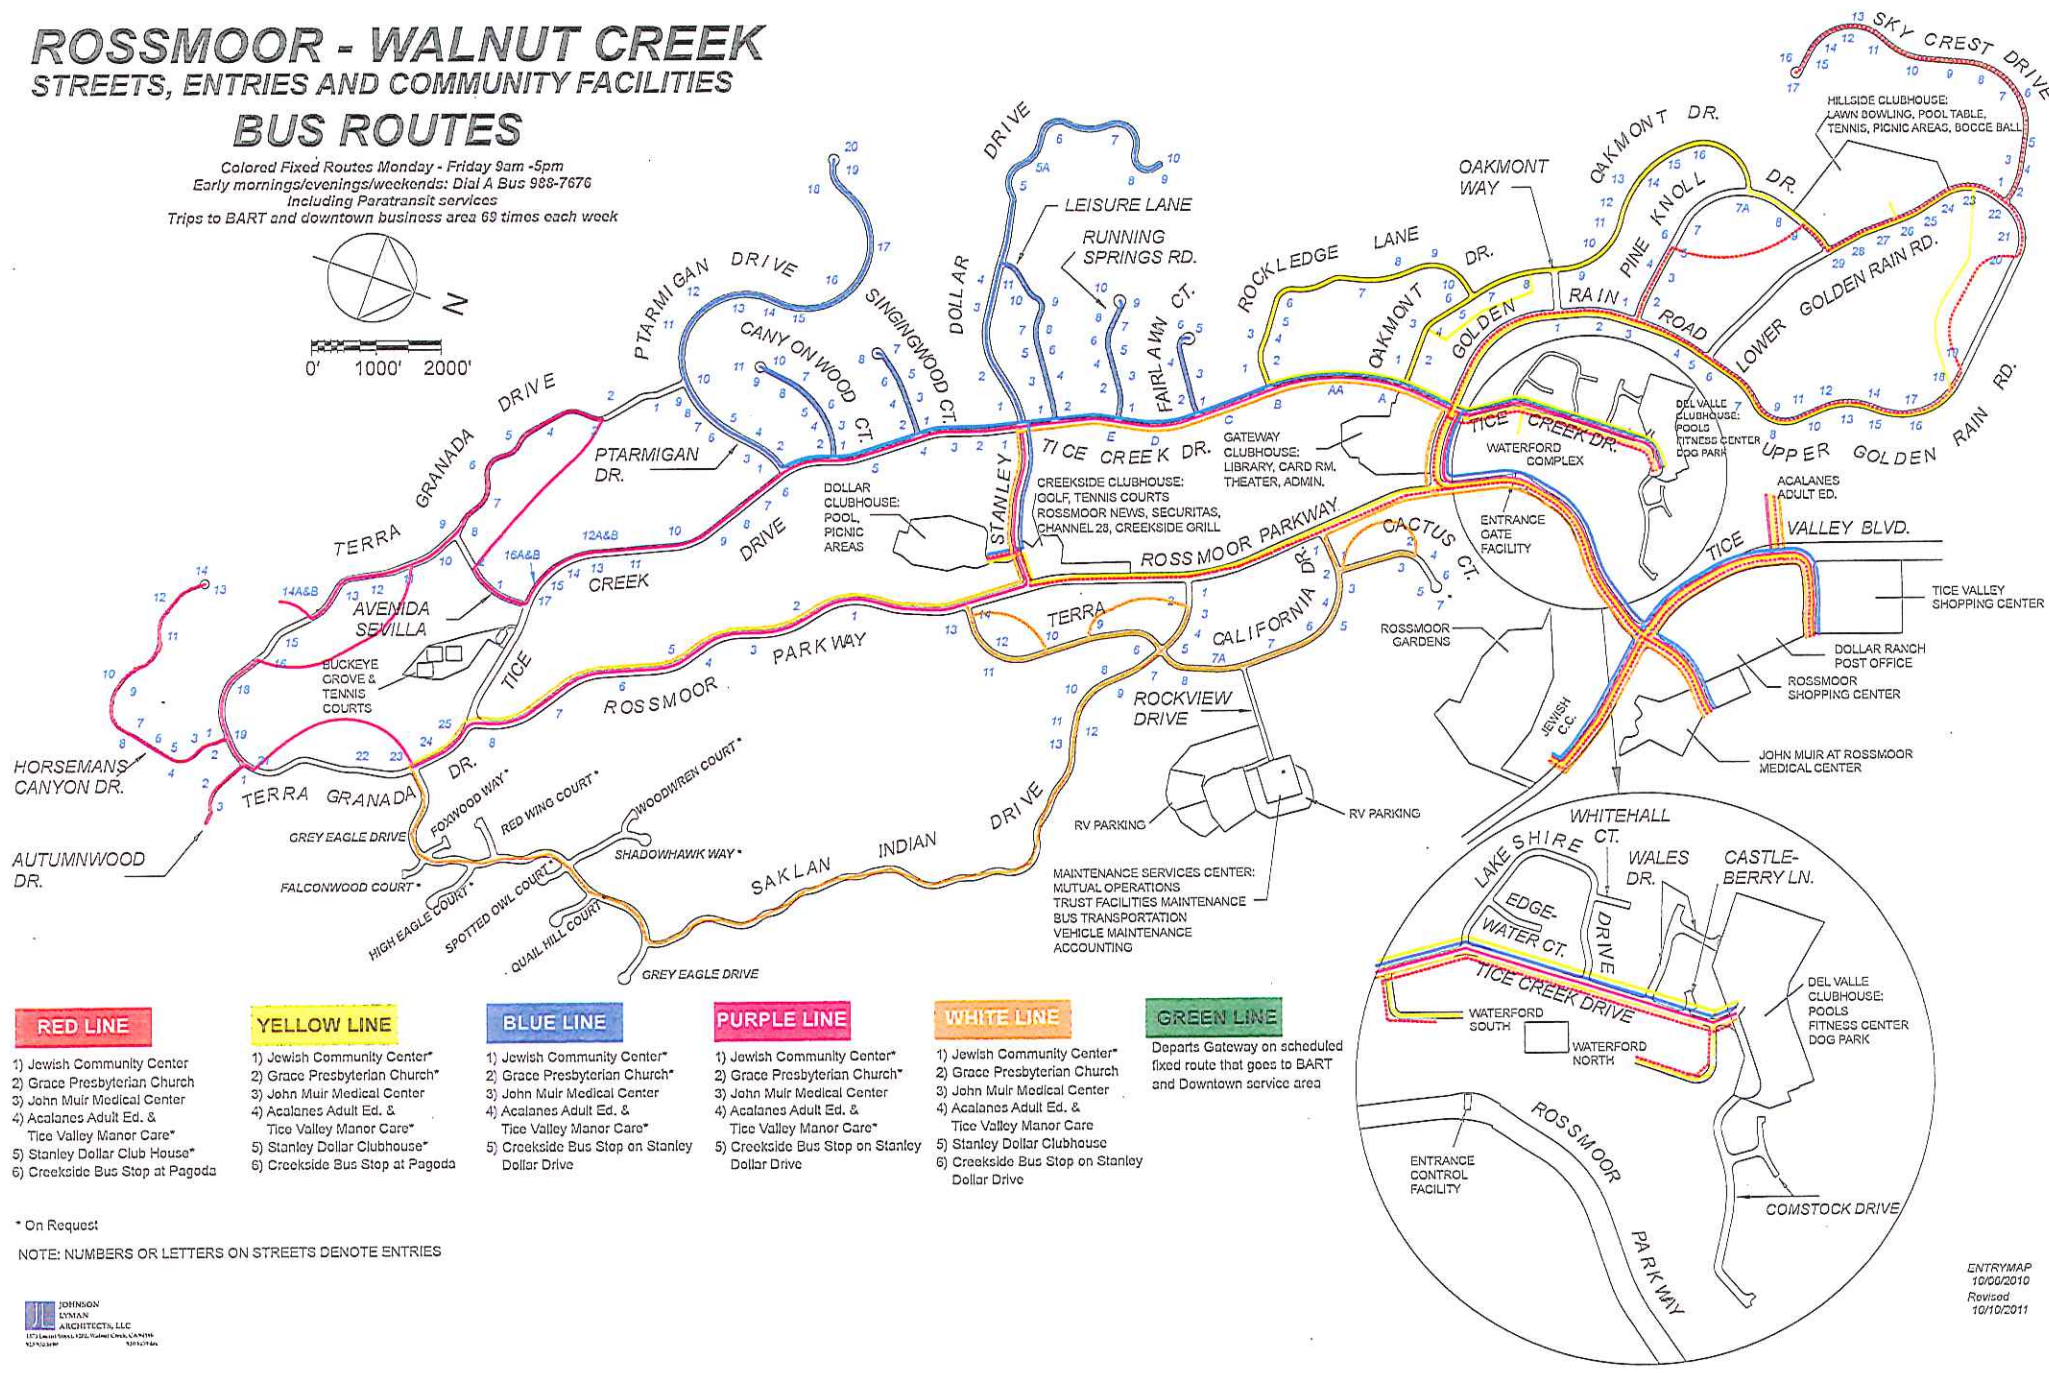 ROSSMOOR - WALNUT CREEK
STREETS, ENTRIES AND COMMUNITY FACILITIES
BUS ROUTES
Colored Fixed Routes Monday - Friday 9am -5pm
Early mornings/evenings/weekends: Dial A Bus 988-7676
Including Paratransit services
Trips to BART and downtown business area 69 times each week
N
0' 1000' 2000'
SKY CREST DRIVE
HILLSIDE CLUBHOUSE:
LAWN BOWLING, POOL TABLE,
TENNIS, PICNIC AREAS, BOCCE BALL
OAKMONT DR.
OAKMONT
WAY
PINE KNOLL DR.
DOLLAR DRIVE
LEISURE LANE
RUNNING
SPRINGS RD.
ROCKLEDGE LANE
OAKMONT DR.
FAIRLAWN CT.
GOLDEN RAIN ROAD
LOWER GOLDEN RAIN RD.
UPPER GOLDEN RAIN RD.
PTARMIGAN DRIVE
CANYONWOOD CT.
SINGINGWOOD CT.
PTARMIGAN
DR.
TERRA GRANADA DRIVE
TICE CREEK DR.
STANLEY
TICE CREEK DR.
WATERFORD
COMPLEX
DEL VALLE
CLUBHOUSE:
POOLS
FITNESS CENTER
DOG PARK
GATEWAY
CLUBHOUSE:
LIBRARY, CARD RM.
THEATER, ADMIN.
DOLLAR
CLUBHOUSE:
POOL,
PICNIC
AREAS
CREEKSIDE CLUBHOUSE:
GOLF, TENNIS COURTS
ROSSMOOR NEWS, SECURITAS,
CHANNEL 28, CREEKSIDE GRILL
ENTRANCE
GATE
FACILITY
ACALANES
ADULT ED.
TICE VALLEY BLVD.
TICE VALLEY
SHOPPING CENTER
DOLLAR RANCH
POST OFFICE
ROSSMOOR
SHOPPING CENTER
JOHN MUIR AT ROSSMOOR
MEDICAL CENTER
JEWISH
C.C.
ROSSMOOR
GARDENS
ROSSMOOR PARKWAY
CACTUS CT.
TERRA CALIFORNIA DR.
ROCKVIEW
DRIVE
RV PARKING
RV PARKING
MAINTENANCE SERVICES CENTER:
MUTUAL OPERATIONS
TRUST FACILITIES MAINTENANCE
BUS TRANSPORTATION
VEHICLE MAINTENANCE
ACCOUNTING
TICE CREEK DRIVE
AVENIDA
SEVILLA
BUCKEYE
GROVE &
TENNIS
COURTS
ROSSMOOR PARKWAY
HORSEMANS
CANYON DR.
AUTUMNWOOD
DR.
TERRA GRANADA DR.
GREY EAGLE DRIVE
FOXWOOD WAY*
RED WING COURT*
WOODWREN COURT*
SHADOWHAWK WAY*
FALCONWOOD COURT*
HIGH EAGLE COURT*
SPOTTED OWL COURT*
QUAIL HILL COURT
GREY EAGLE DRIVE
SAKLAN INDIAN DRIVE
WHITEHALL
CT.
LAKE SHIRE DRIVE
WALES
DR.
CASTLE-
BERRY LN.
EDGE-
WATER CT.
TICE CREEK DRIVE
WATERFORD
SOUTH
WATERFORD
NORTH
DEL VALLE
CLUBHOUSE:
POOLS
FITNESS CENTER
DOG PARK
ENTRANCE
CONTROL
FACILITY
ROSSMOOR PARKWAY
COMSTOCK DRIVE
RED LINE
1) Jewish Community Center
2) Grace Presbyterian Church
3) John Muir Medical Center
4) Acalanes Adult Ed. &
Tice Valley Manor Care*
5) Stanley Dollar Club House*
6) Creekside Bus Stop at Pagoda
YELLOW LINE
1) Jewish Community Center*
2) Grace Presbyterian Church*
3) John Muir Medical Center
4) Acalanes Adult Ed. &
Tice Valley Manor Care*
5) Stanley Dollar Clubhouse*
6) Creekside Bus Stop at Pagoda
BLUE LINE
1) Jewish Community Center*
2) Grace Presbyterian Church*
3) John Muir Medical Center
4) Acalanes Adult Ed. &
Tice Valley Manor Care*
5) Creekside Bus Stop on Stanley
Dollar Drive
PURPLE LINE
1) Jewish Community Center*
2) Grace Presbyterian Church*
3) John Muir Medical Center
4) Acalanes Adult Ed. &
Tice Valley Manor Care*
5) Creekside Bus Stop on Stanley
Dollar Drive
WHITE LINE
1) Jewish Community Center*
2) Grace Presbyterian Church
3) John Muir Medical Center
4) Acalanes Adult Ed. &
Tice Valley Manor Care
5) Stanley Dollar Clubhouse
6) Creekside Bus Stop on Stanley
Dollar Drive
GREEN LINE
Departs Gateway on scheduled
fixed route that goes to BART
and Downtown service area
* On Request
NOTE: NUMBERS OR LETTERS ON STREETS DENOTE ENTRIES
JOHNSON
LYMAN
ARCHITECTS, LLC
ENTRYMAP
10/06/2010
Revised
10/10/2011